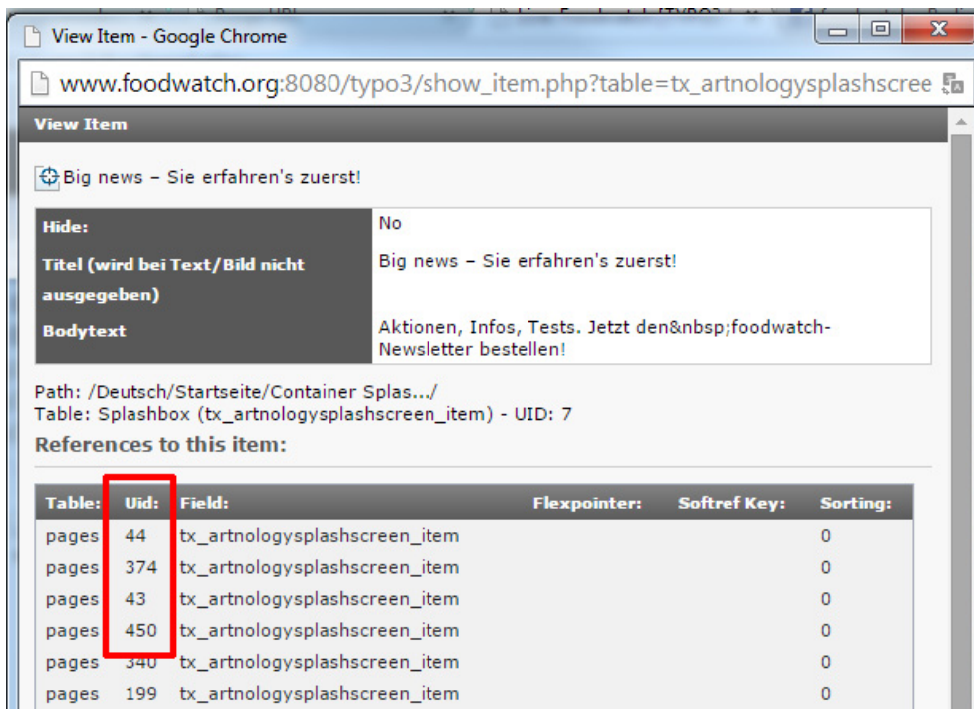 View Item - Google Chrome
www.foodwatch.org:8080/typo3/show_item.php?table=tx_artnologysplashscree
View Item
Big news – Sie erfahren's zuerst!
Hide: No
Titel (wird bei Text/Bild nicht ausgegeben) Big news – Sie erfahren's zuerst!
Bodytext Aktionen, Infos, Tests. Jetzt den&nbsp;foodwatch-
Newsletter bestellen!
Path: /Deutsch/Startseite/Container Splas.../
Table: Splashbox (tx_artnologysplashscreen_item) - UID: 7
References to this item:
Table: Uid: Field: Flexpointer: Softref Key: Sorting:
pages 44 tx_artnologysplashscreen_item 0
pages 374 tx_artnologysplashscreen_item 0
pages 43 tx_artnologysplashscreen_item 0
pages 450 tx_artnologysplashscreen_item 0
pages 340 tx_artnologysplashscreen_item 0
pages 199 tx_artnologysplashscreen_item 0